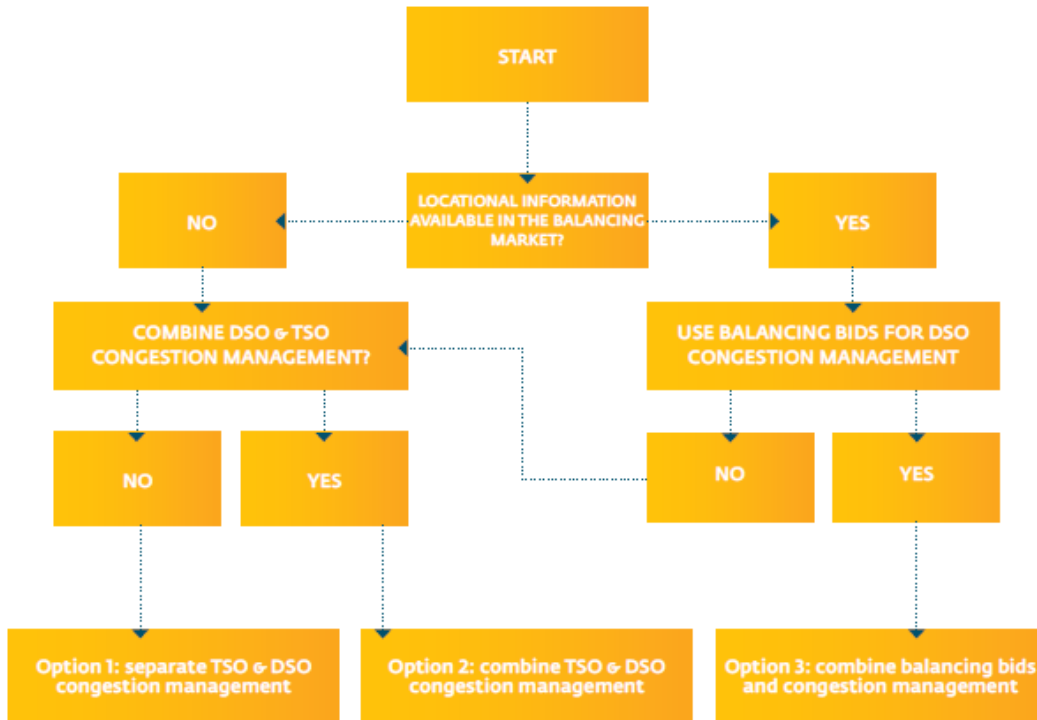 START
NO
LOCATIONAL INFORMATION
AVAILABLE IN THE BALANCING
MARKET?
YES
COMBINE DSO & TSO
CONGESTION MANAGEMENT?
USE BALANCING BIDS FOR DSO
CONGESTION MANAGEMENT
NO
YES
NO
YES
Option 1: separate TSO & DSO
congestion management
Option 2: combine TSO & DSO
congestion management
Option 3: combine balancing bids
and congestion management